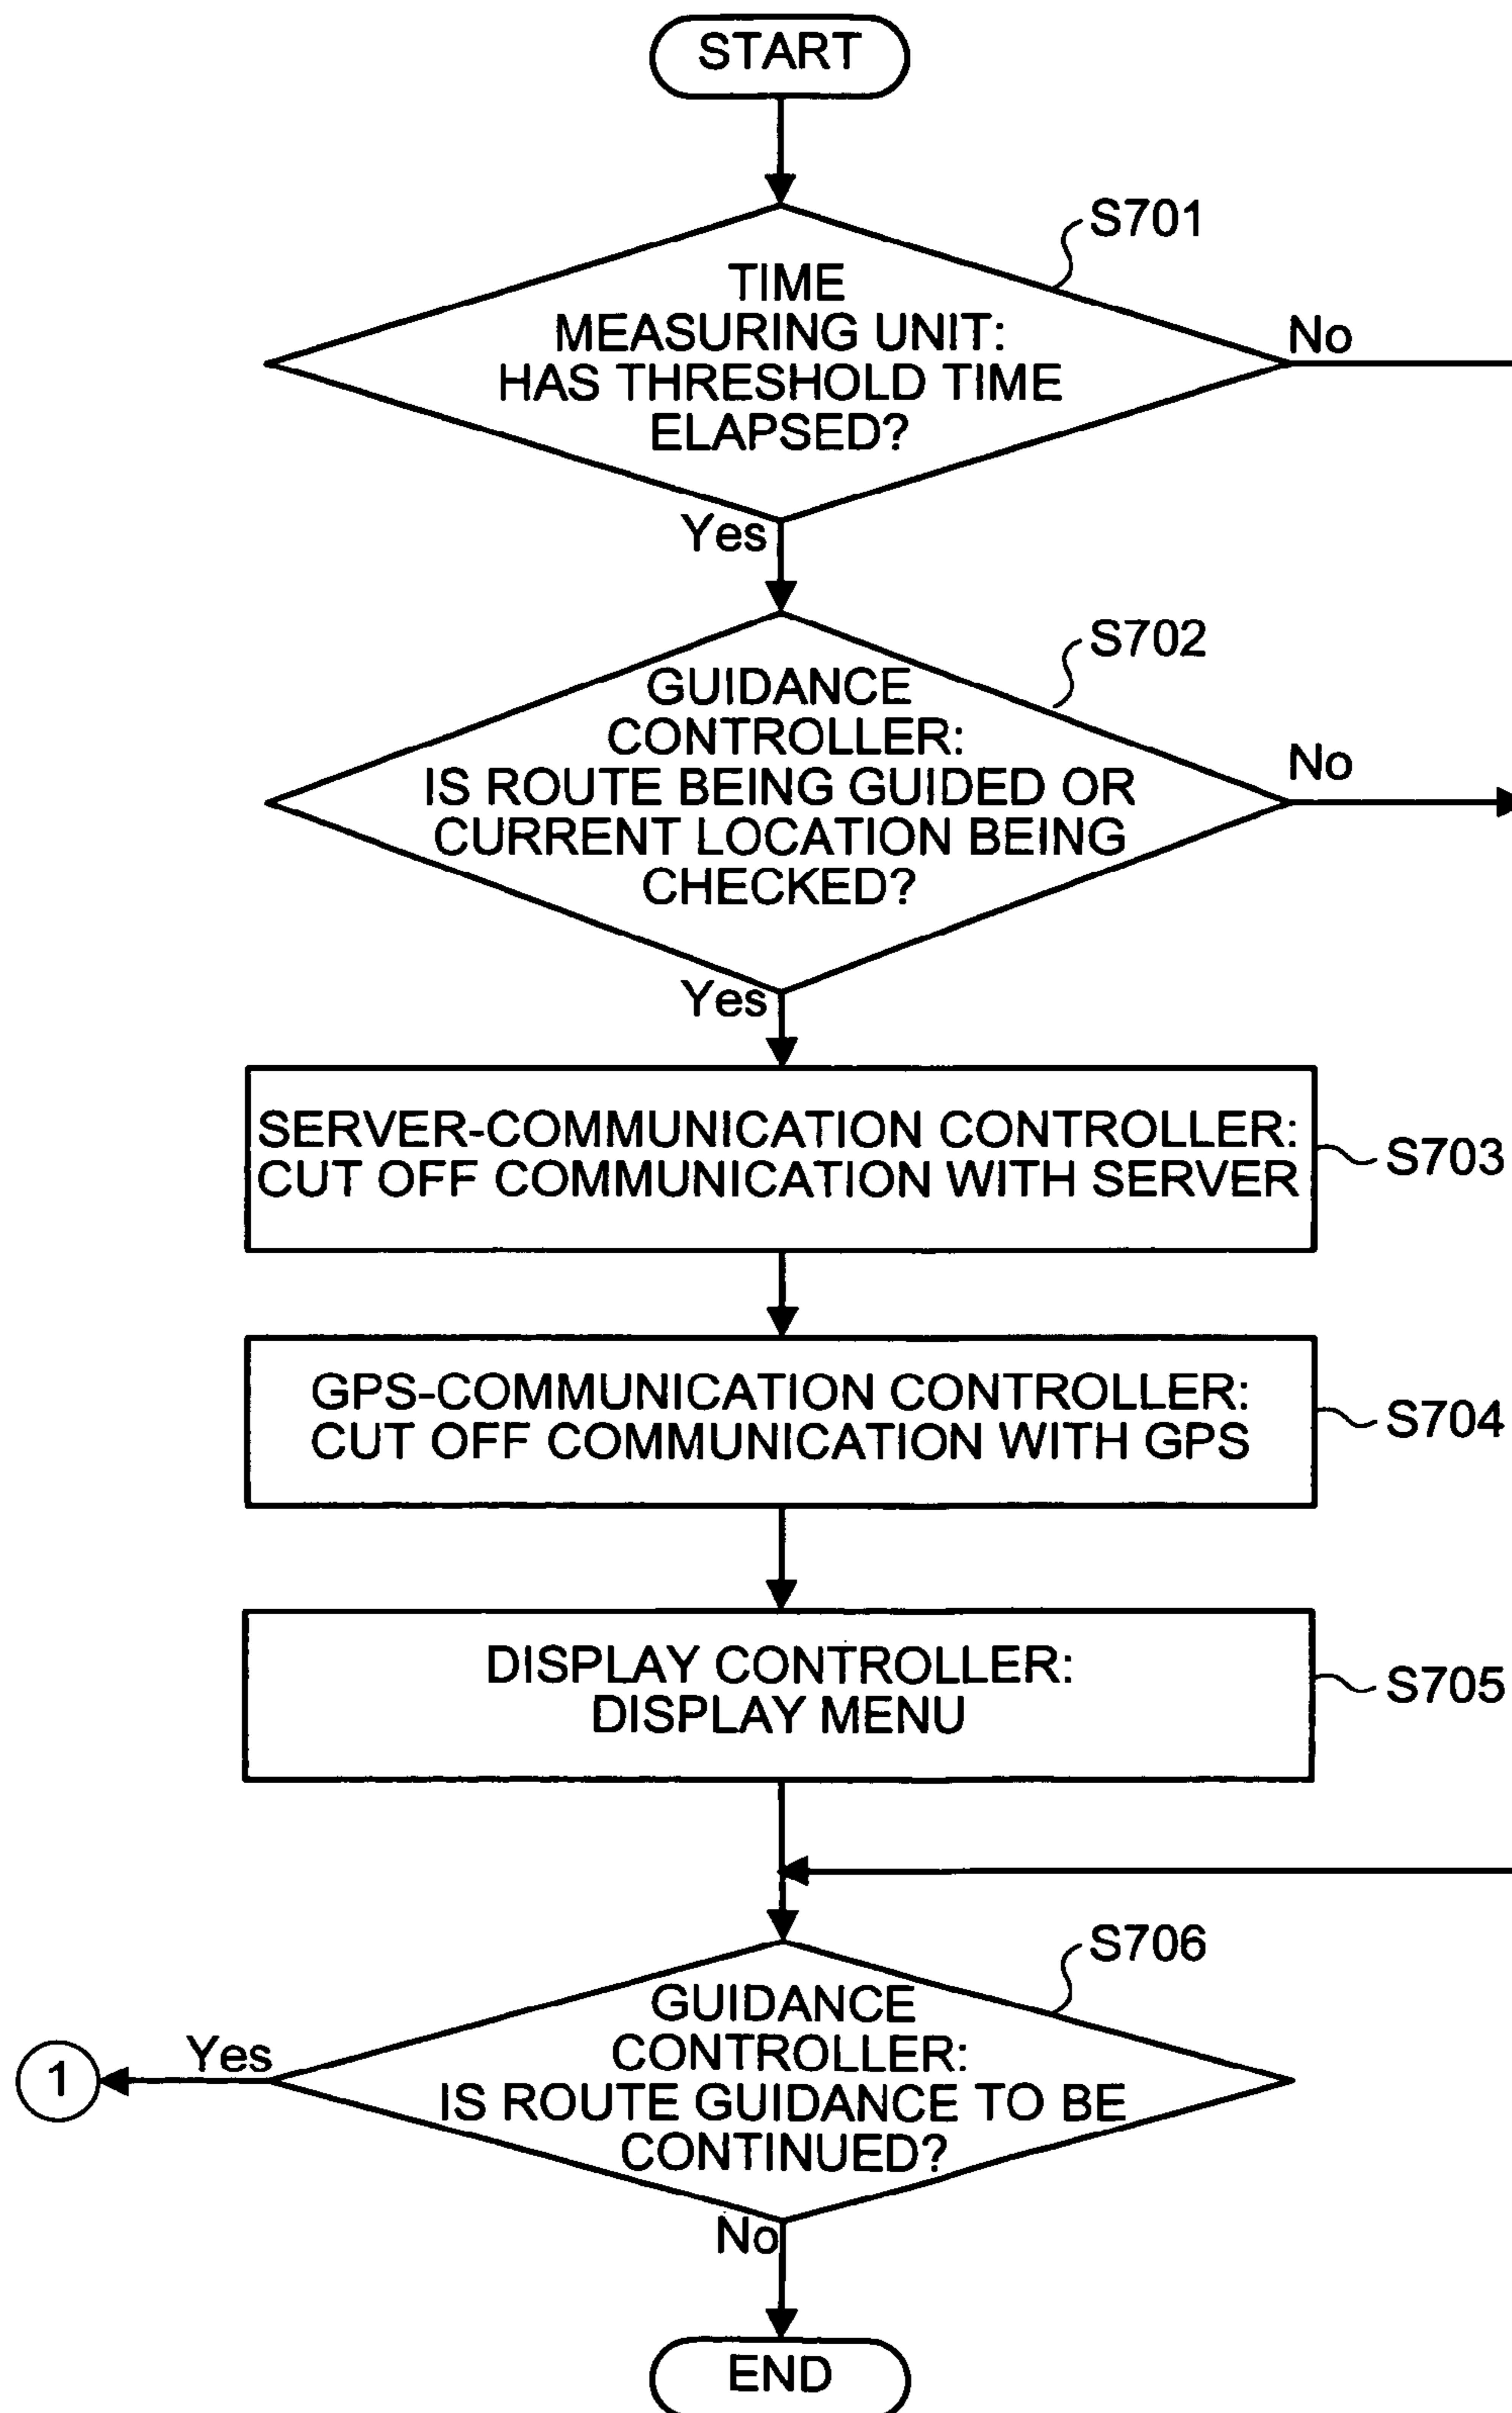 START
S701
TIME
MEASURING UNIT:
HAS THRESHOLD TIME
ELAPSED?
No
Yes
S702
GUIDANCE
CONTROLLER:
IS ROUTE BEING GUIDED OR
CURRENT LOCATION BEING
CHECKED?
No
Yes
SERVER-COMMUNICATION CONTROLLER:
CUT OFF COMMUNICATION WITH SERVER
S703
GPS-COMMUNICATION CONTROLLER:
CUT OFF COMMUNICATION WITH GPS
S704
DISPLAY CONTROLLER:
DISPLAY MENU
S705
S706
GUIDANCE
CONTROLLER:
IS ROUTE GUIDANCE TO BE
CONTINUED?
Yes
1
No
END